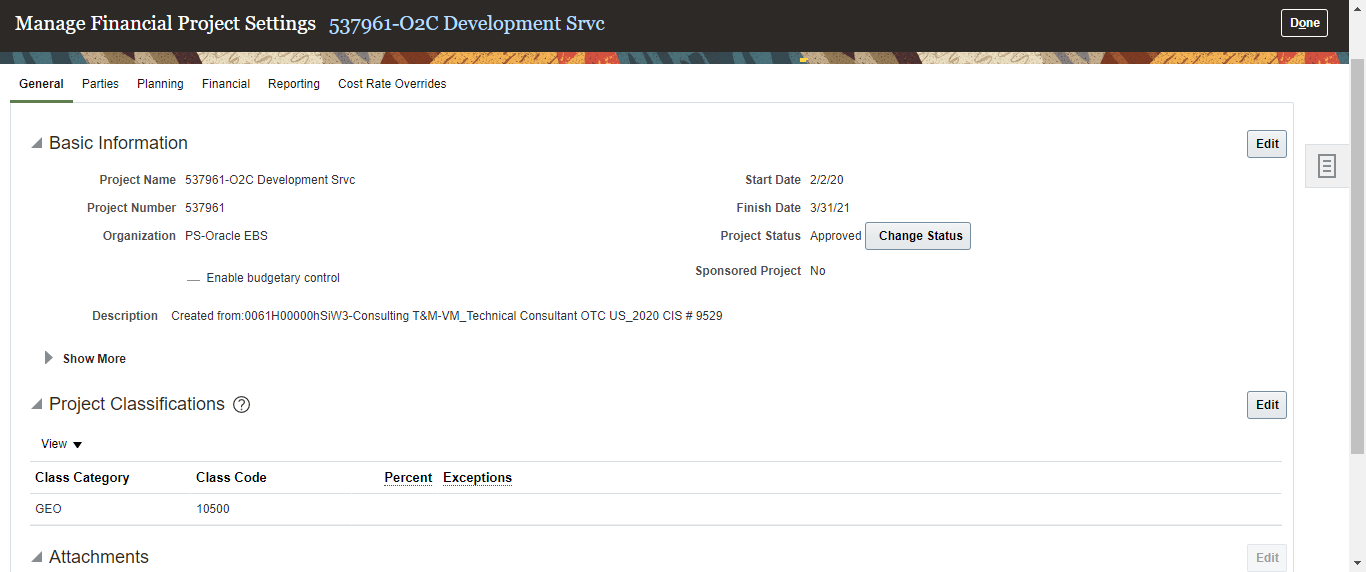 Manage Financial Project Settings 537961-O2C Development Srvc Done
General Parties Planning Financial Reporting Cost Rate Overrides
Basic Information Edit
Project Name 537961-O2C Development Srvc Start Date 2/2/20
Project Number 537961 Finish Date 3/31/21
Organization PS-Oracle EBS Project Status Approved Change Status
Sponsored Project No
Enable budgetary control
Description Created from:0061H00000hSiW3-Consulting T&M-VM_Technical Consultant OTC US_2020 CIS # 9529
Show More
Project Classifications ? Edit
View
Class Category Class Code Percent Exceptions
GEO 10500
Attachments Edit